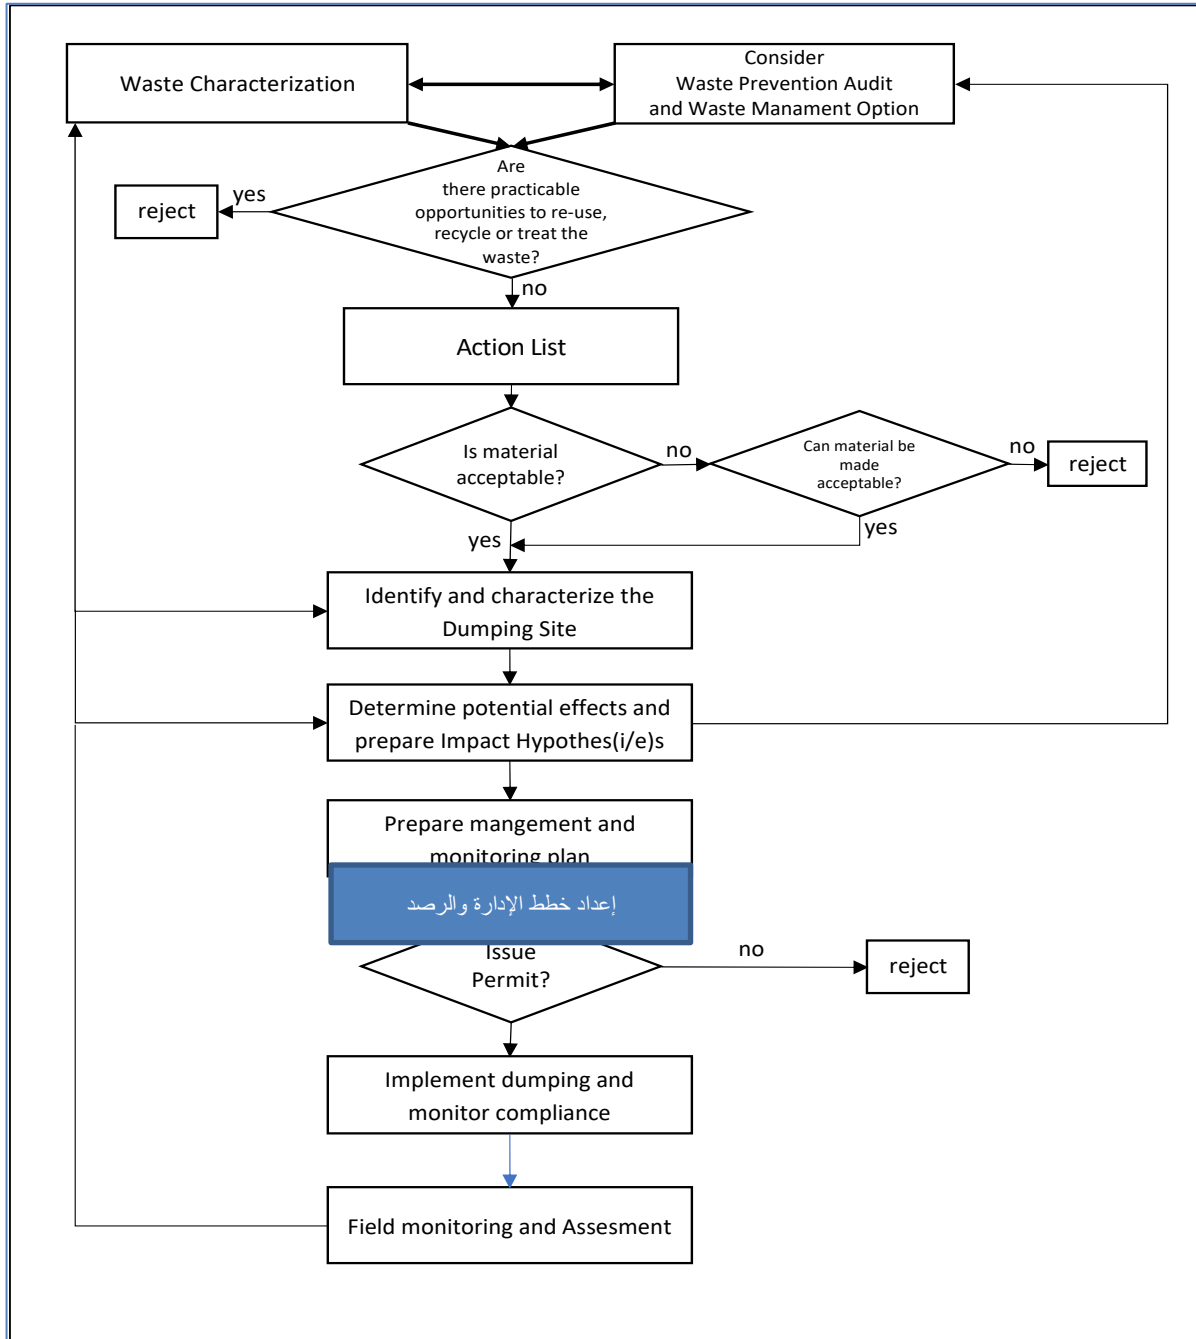 Waste Characterization
Consider
Waste Prevention Audit
and Waste Manament Option
Are
there practicable
opportunities to re-use,
recycle or treat the
waste?
yes
reject
no
Action List
Is material
acceptable?
no
Can material be
made
acceptable?
no
reject
yes
yes
Identify and characterize the
Dumping Site
Determine potential effects and
prepare Impact Hypothes(i/e)s
Prepare mangement and
monitoring plan
إعداد خطط الإدارة والرصد
Issue
Permit?
no
reject
Implement dumping and
monitor compliance
Field monitoring and Assesment